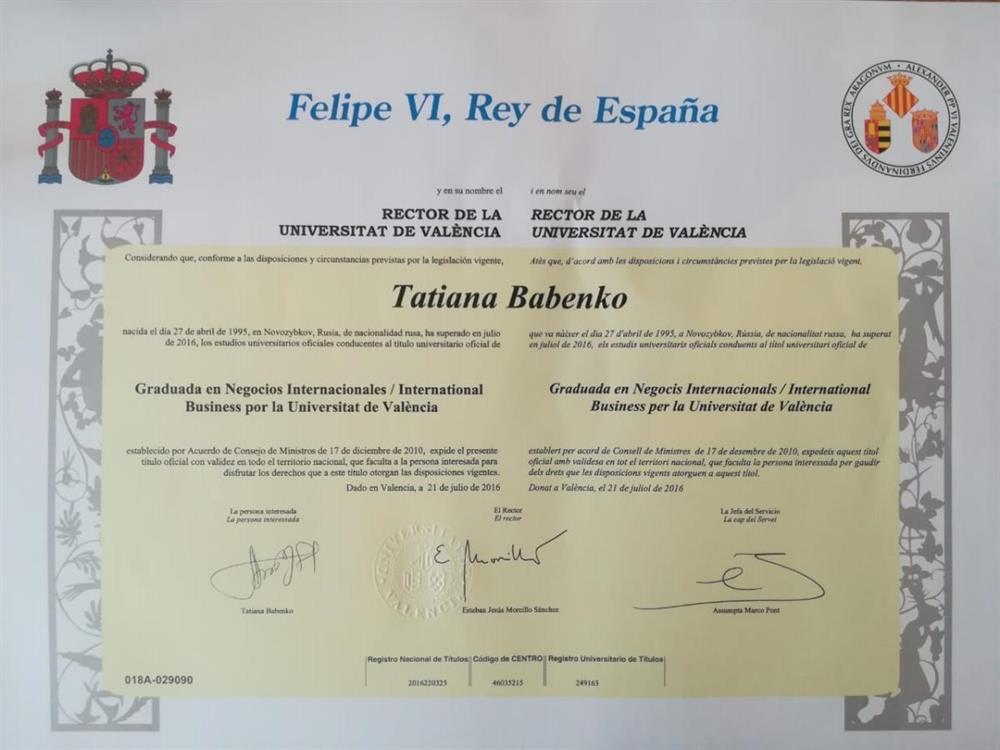 Felipe VI, Rey de España
ALEXANDER PP VI VALENTINVS FERDINANDVS DEI GRA REX ARAGONVM
y en su nombre el
RECTOR DE LA
UNIVERSITAT DE VALÈNCIA
i en nom seu el
RECTOR DE LA
UNIVERSITAT DE VALÈNCIA
Considerando que, conforme a las disposiciones y circunstancias previstas por la legislación vigente,
Atès que, d'acord amb les disposicions i circumstàncies previstes per la legislació vigent,
Tatiana Babenko
nacida el día 27 de abril de 1995, en Novozybkov, Rusia, de nacionalidad rusa, ha superado en julio
de 2016, los estudios universitarios oficiales conducentes al título universitario oficial de
que va nàixer el dia 27 d'abril de 1995, a Novozybkov, Rússia, de nacionalitat russa, ha superat
en juliol de 2016, els estudis universitaris oficials conduents al títol universitari oficial de
Graduada en Negocios Internacionales / International
Business por la Universitat de València
Graduada en Negocis Internacionals / International
Business per la Universitat de València
establecido por Acuerdo de Consejo de Ministros de 17 de diciembre de 2010, expide el presente
título oficial con validez en todo el territorio nacional, que faculta a la persona interesada para
disfrutar los derechos que a este título otorgan las disposiciones vigentes.
Dado en Valencia, a 21 de julio de 2016
establert per acord de Consell de Ministres de 17 de desembre de 2010, expedeix aquest títol
oficial amb validesa en tot el territori nacional, que faculta la persona interessada per gaudir
dels drets que les disposicions vigents atorguen a aquest títol.
Donat a València, el 21 de juliol de 2016
La persona interesada
La persona interessada
El Rector
El rector
La Jefa del Servicio
La cap del Servei
E. Morcillo
Tatiana Babenko
Esteban Jesús Morcillo Sánchez
Assumpta Marco Pont
018A-029090
Registro Nacional de Títulos Código de CENTRO Registro Universitario de Títulos
2016220325 46035215 249163